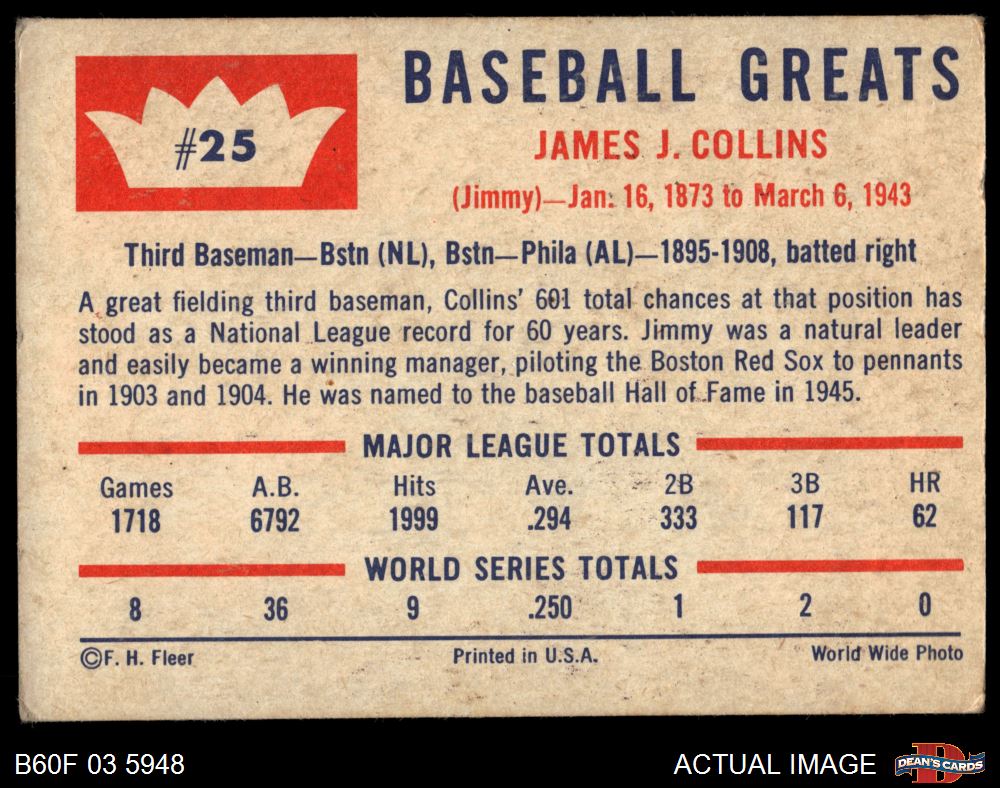 BASEBALL GREATS
#25
JAMES J. COLLINS
(Jimmy)—Jan. 16, 1873 to March 6, 1943
Third Baseman—Bstn (NL), Bstn—Phila (AL)—1895-1908, batted right
A great fielding third baseman, Collins' 601 total chances at that position has
stood as a National League record for 60 years. Jimmy was a natural leader
and easily became a winning manager, piloting the Boston Red Sox to pennants
in 1903 and 1904. He was named to the baseball Hall of Fame in 1945.
MAJOR LEAGUE TOTALS
Games A.B. Hits Ave. 2B 3B HR
1718 6792 1999 .294 333 117 62
WORLD SERIES TOTALS
8 36 9 .250 1 2 0
©F. H. Fleer Printed in U.S.A. World Wide Photo
B60F 03 5948 ACTUAL IMAGE DEAN'S CARDS